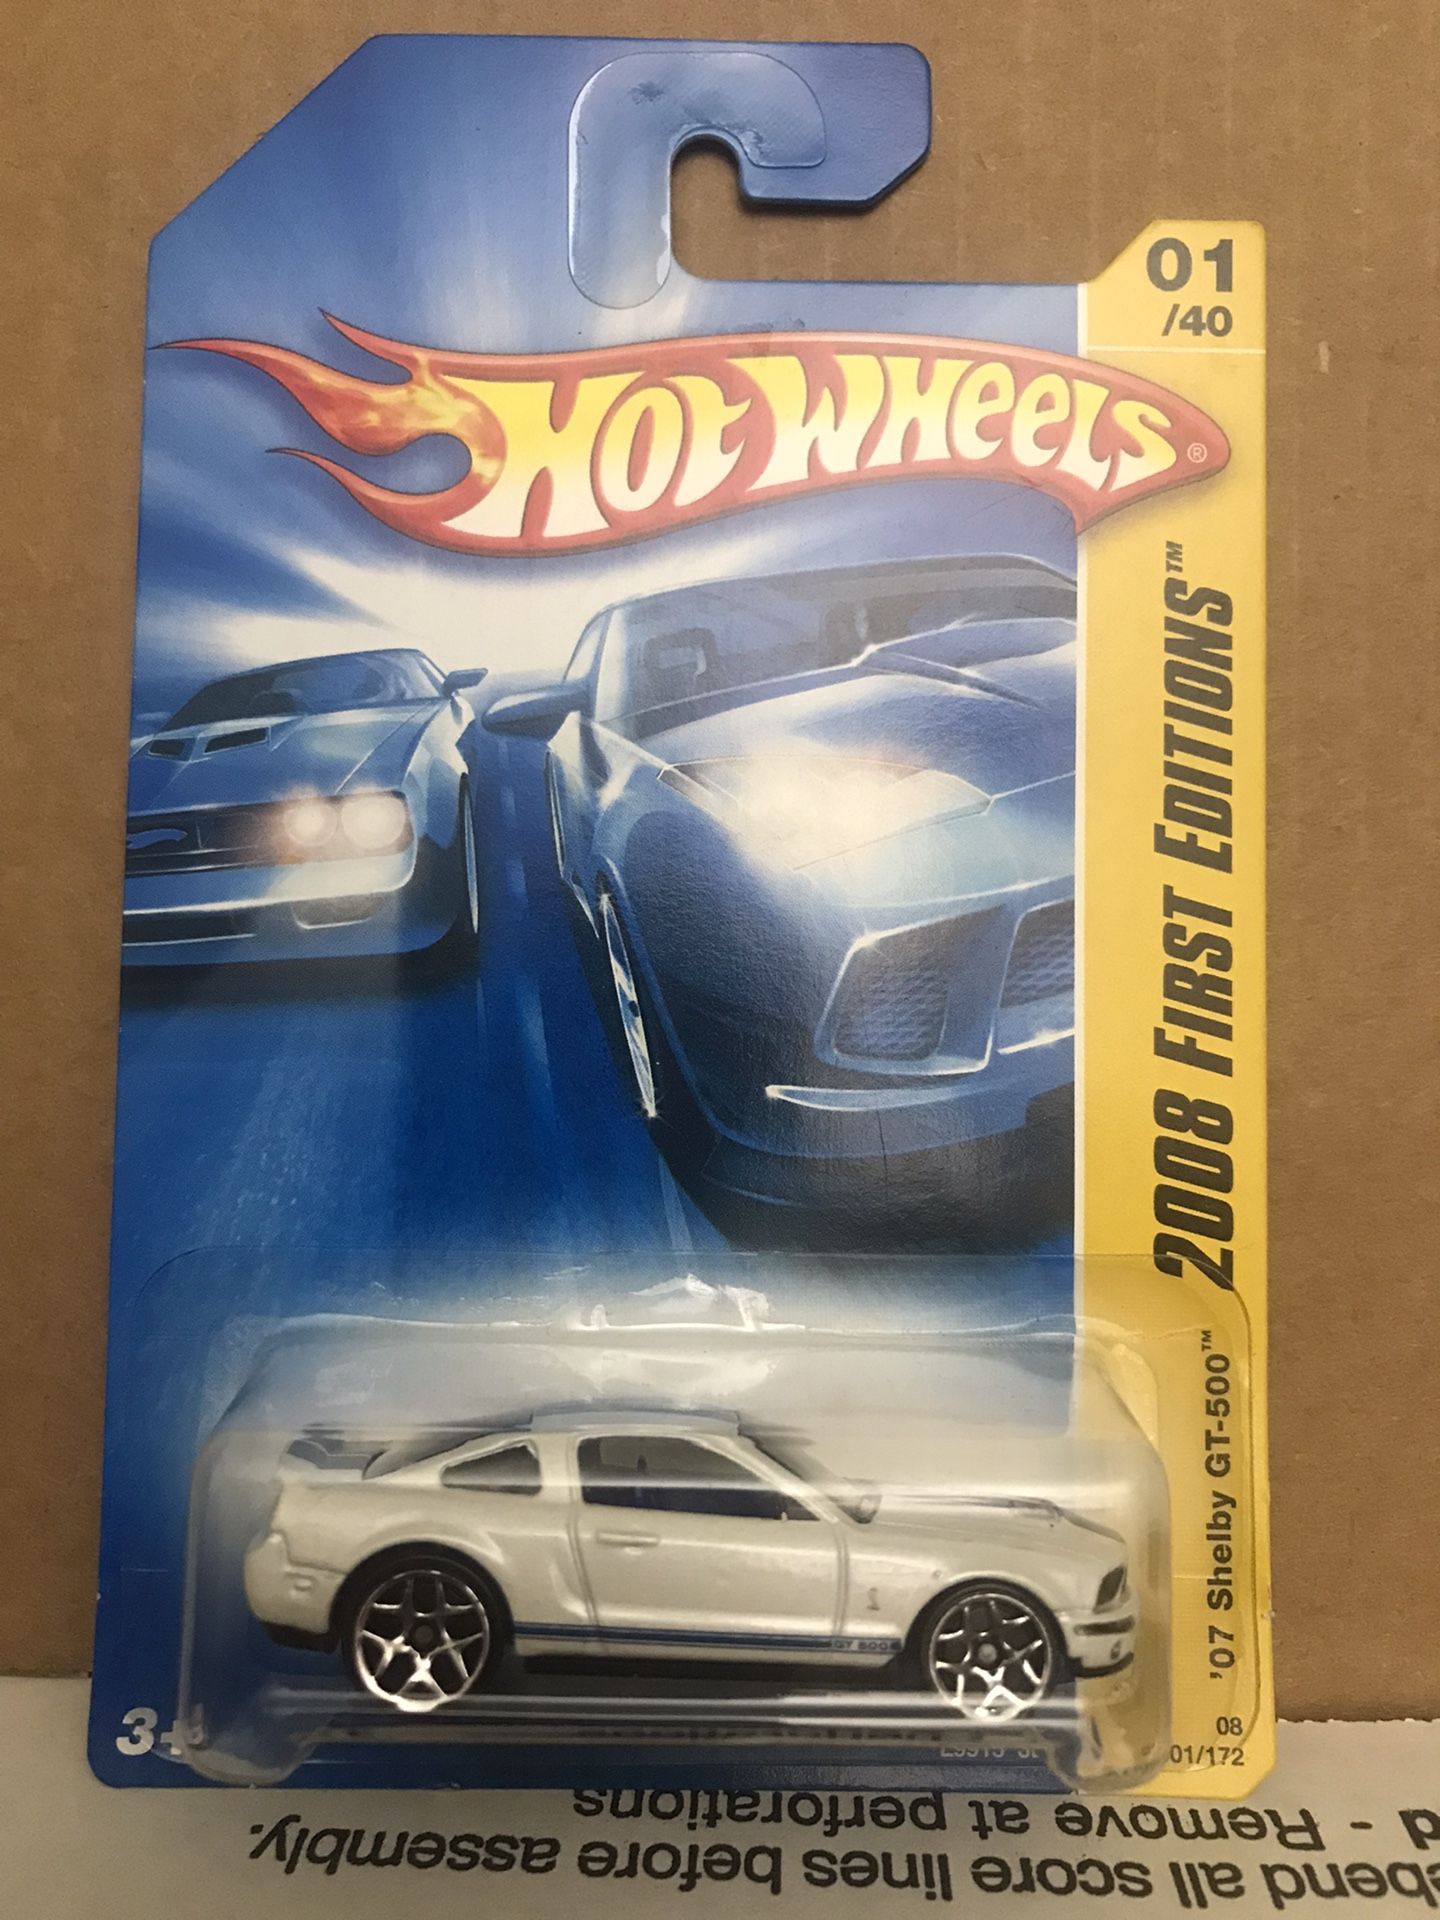 01
/40
HOT WHEELS®
2008 FIRST EDITIONS™
'07 Shelby GT-500™
GT 500
3+
08
01/172
- Remove at perforations
ebend all score lines before assembly.